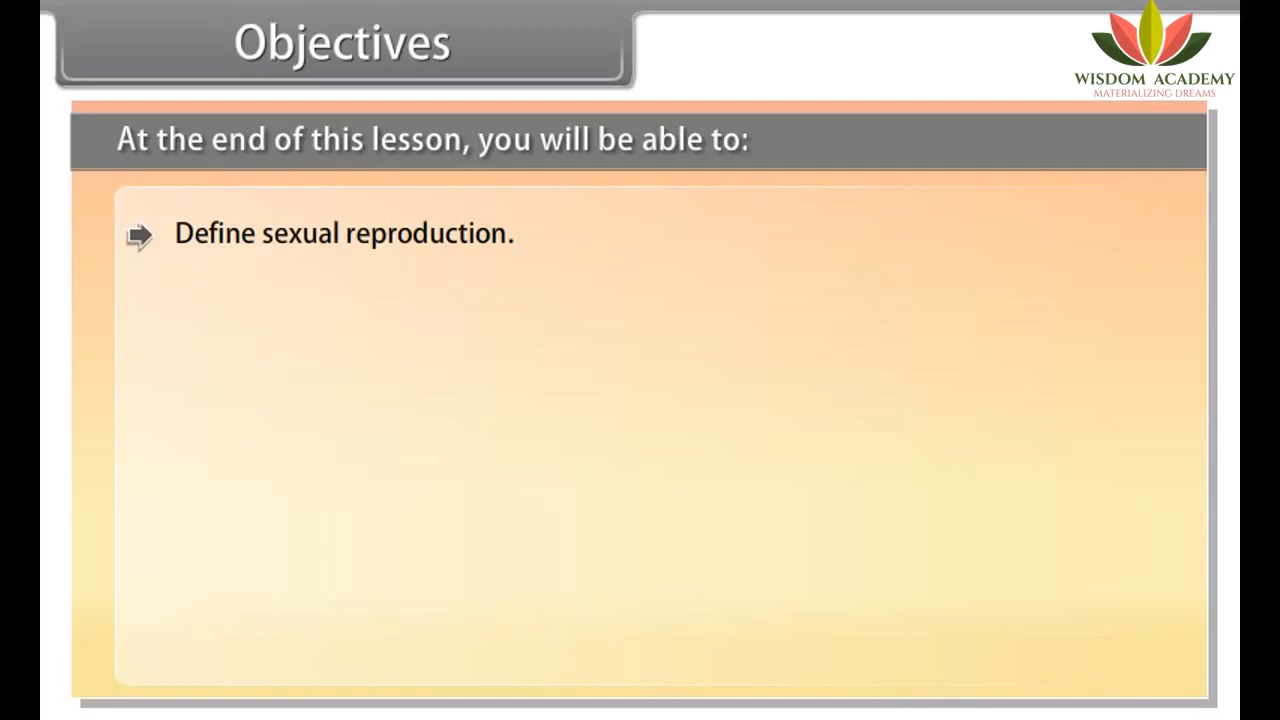 Objectives
WISDOM ACADEMY
MATERIALIZING DREAMS
At the end of this lesson, you will be able to:
Define sexual reproduction.